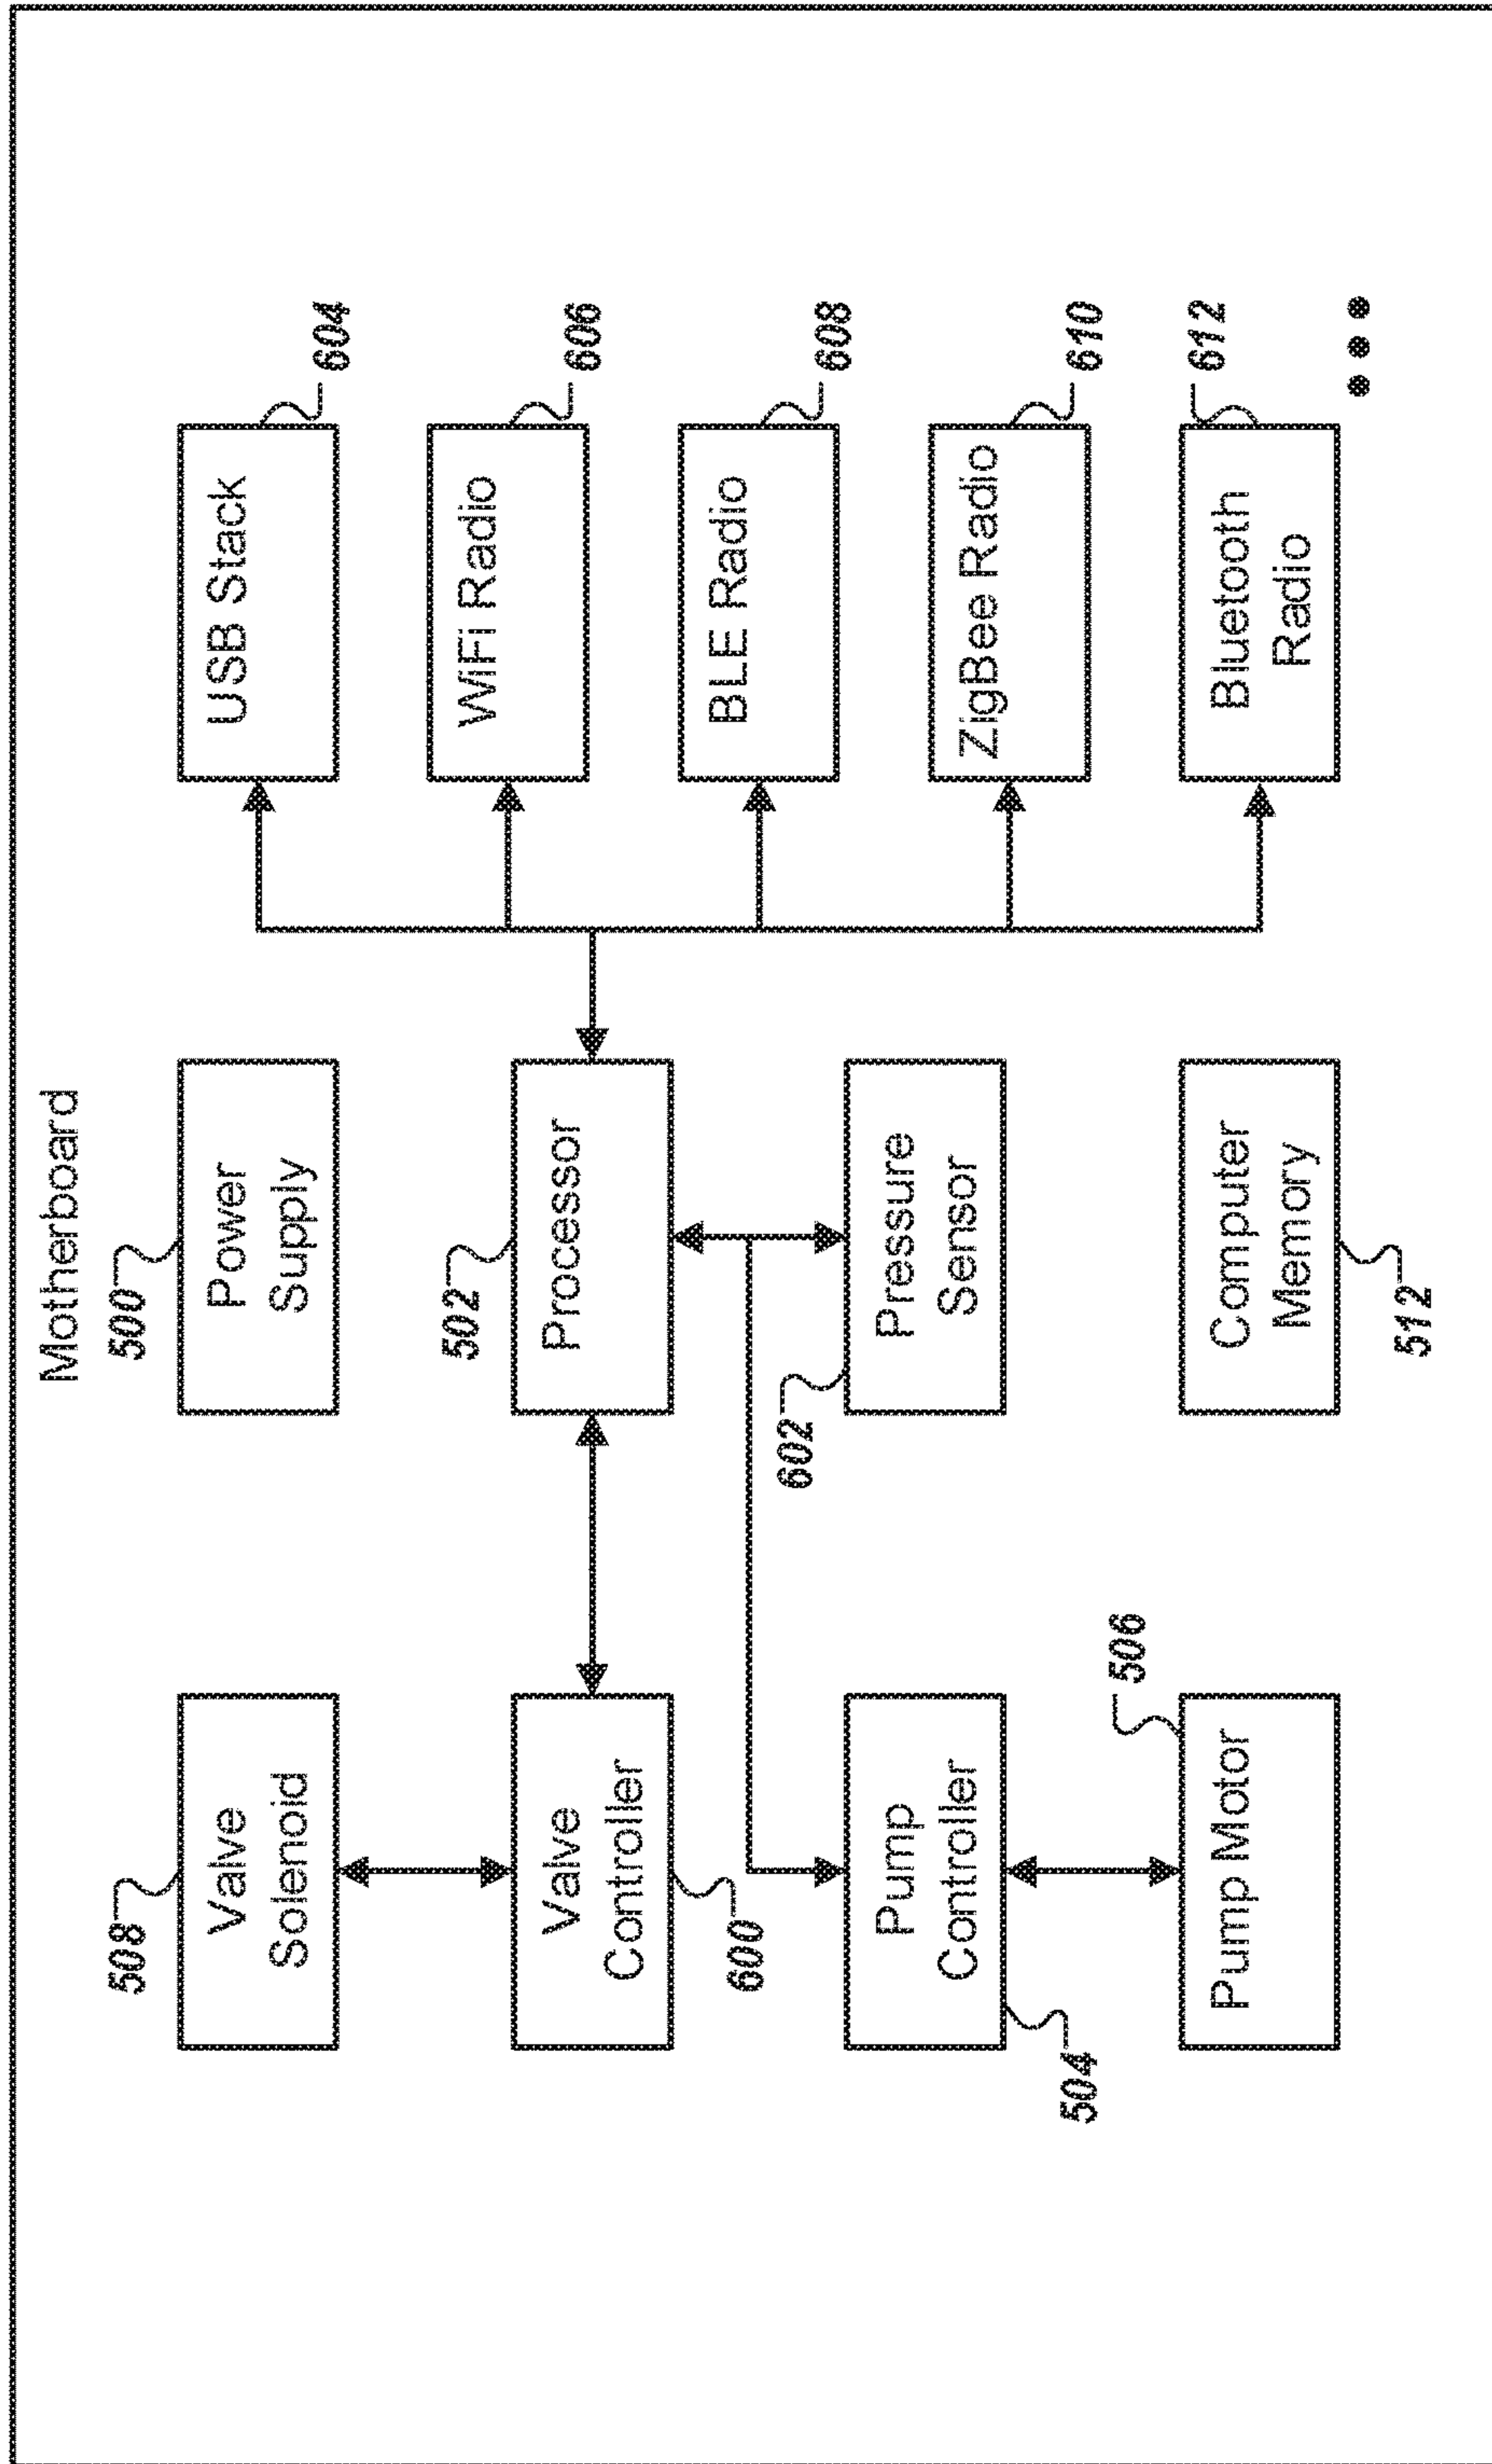 Motherboard
508
Valve
Solenoid
500
Power
Supply
USB Stack
604
Valve
Controller
600
502
Processor
WiFi Radio
606
BLE Radio
608
Pump
Controller
504
602
Pressure
Sensor
ZigBee Radio
610
506
Pump Motor
Computer
Memory
512
Bluetooth
Radio
612